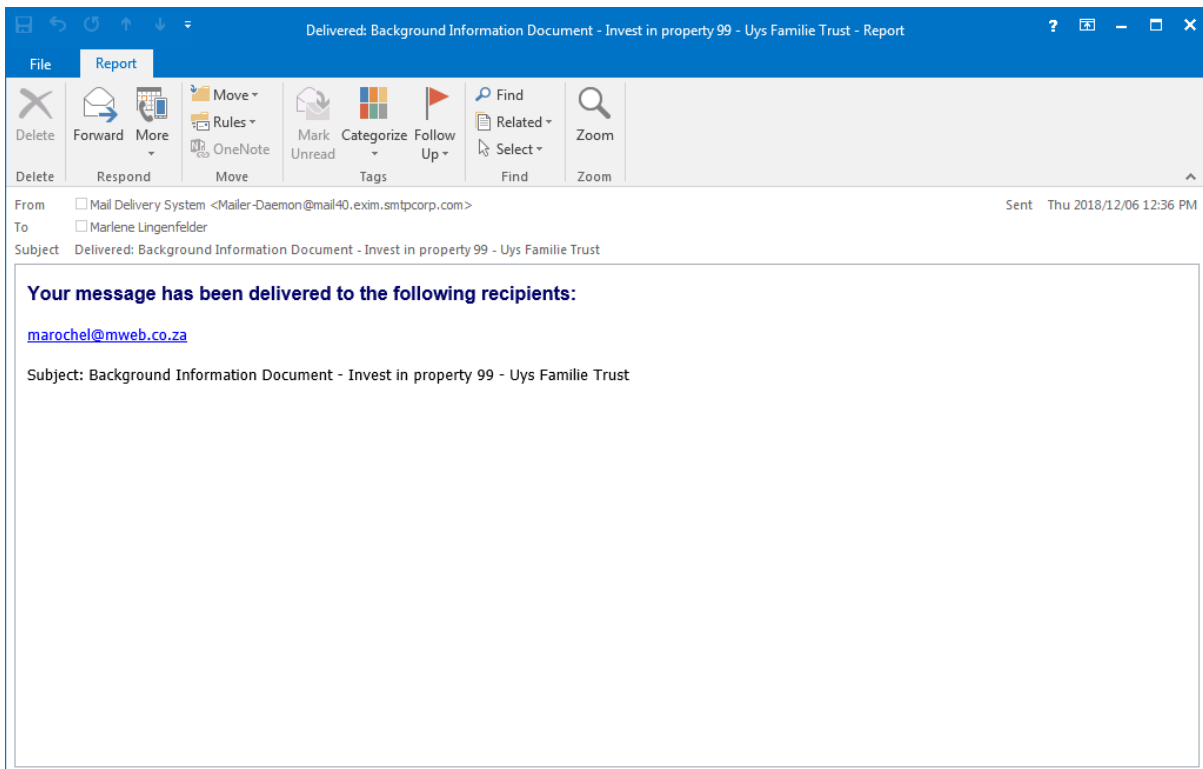 Delivered: Background Information Document - Invest in property 99 - Uys Familie Trust - Report
File Report
Delete
Forward
More
Move
Rules
OneNote
Mark Unread
Categorize
Follow Up
Find
Related
Select
Zoom
Delete Respond Move Tags Find Zoom
From Mail Delivery System <Mailer-Daemon@mail40.exim.smtpcorp.com> Sent Thu 2018/12/06 12:36 PM
To Marlene Lingenfelder
Subject Delivered: Background Information Document - Invest in property 99 - Uys Familie Trust
Your message has been delivered to the following recipients:
marochel@mweb.co.za
Subject: Background Information Document - Invest in property 99 - Uys Familie Trust